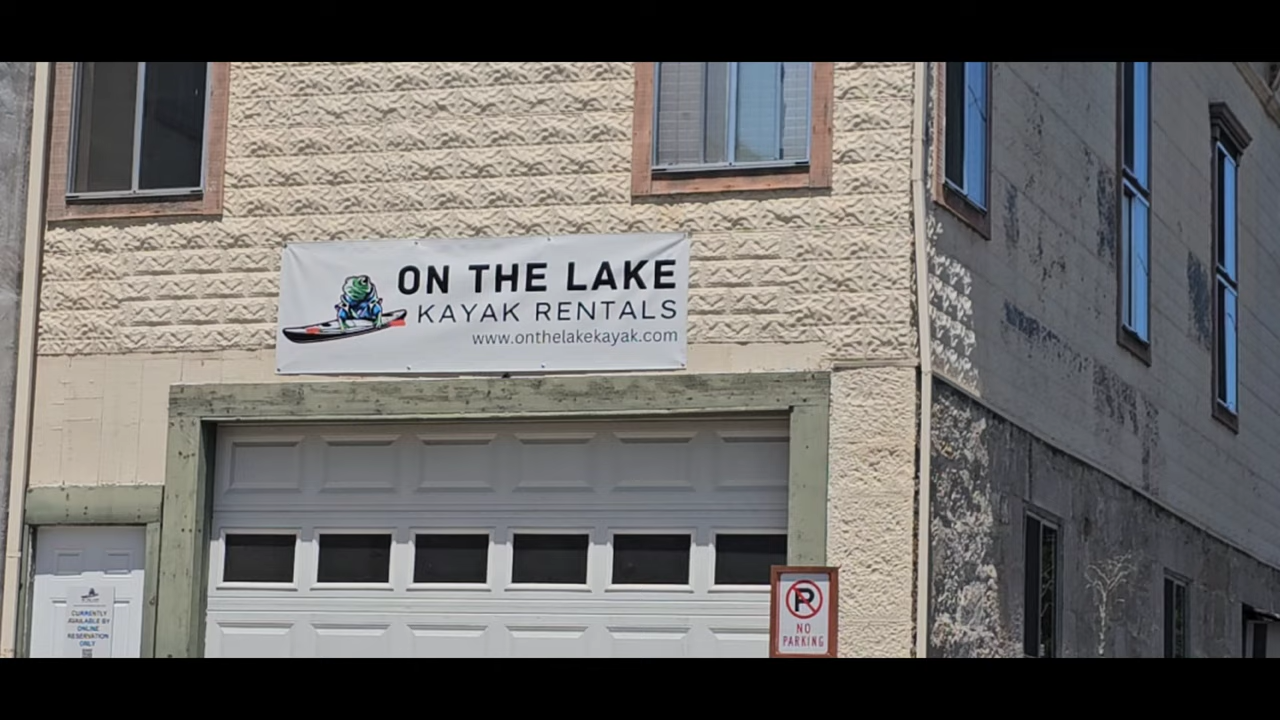 ON THE LAKE
KAYAK RENTALS
www.onthelakekayak.com
CURRENTLY
AVAILABLE BY
ONLINE
RESERVATION
ONLY
P
NO
PARKING